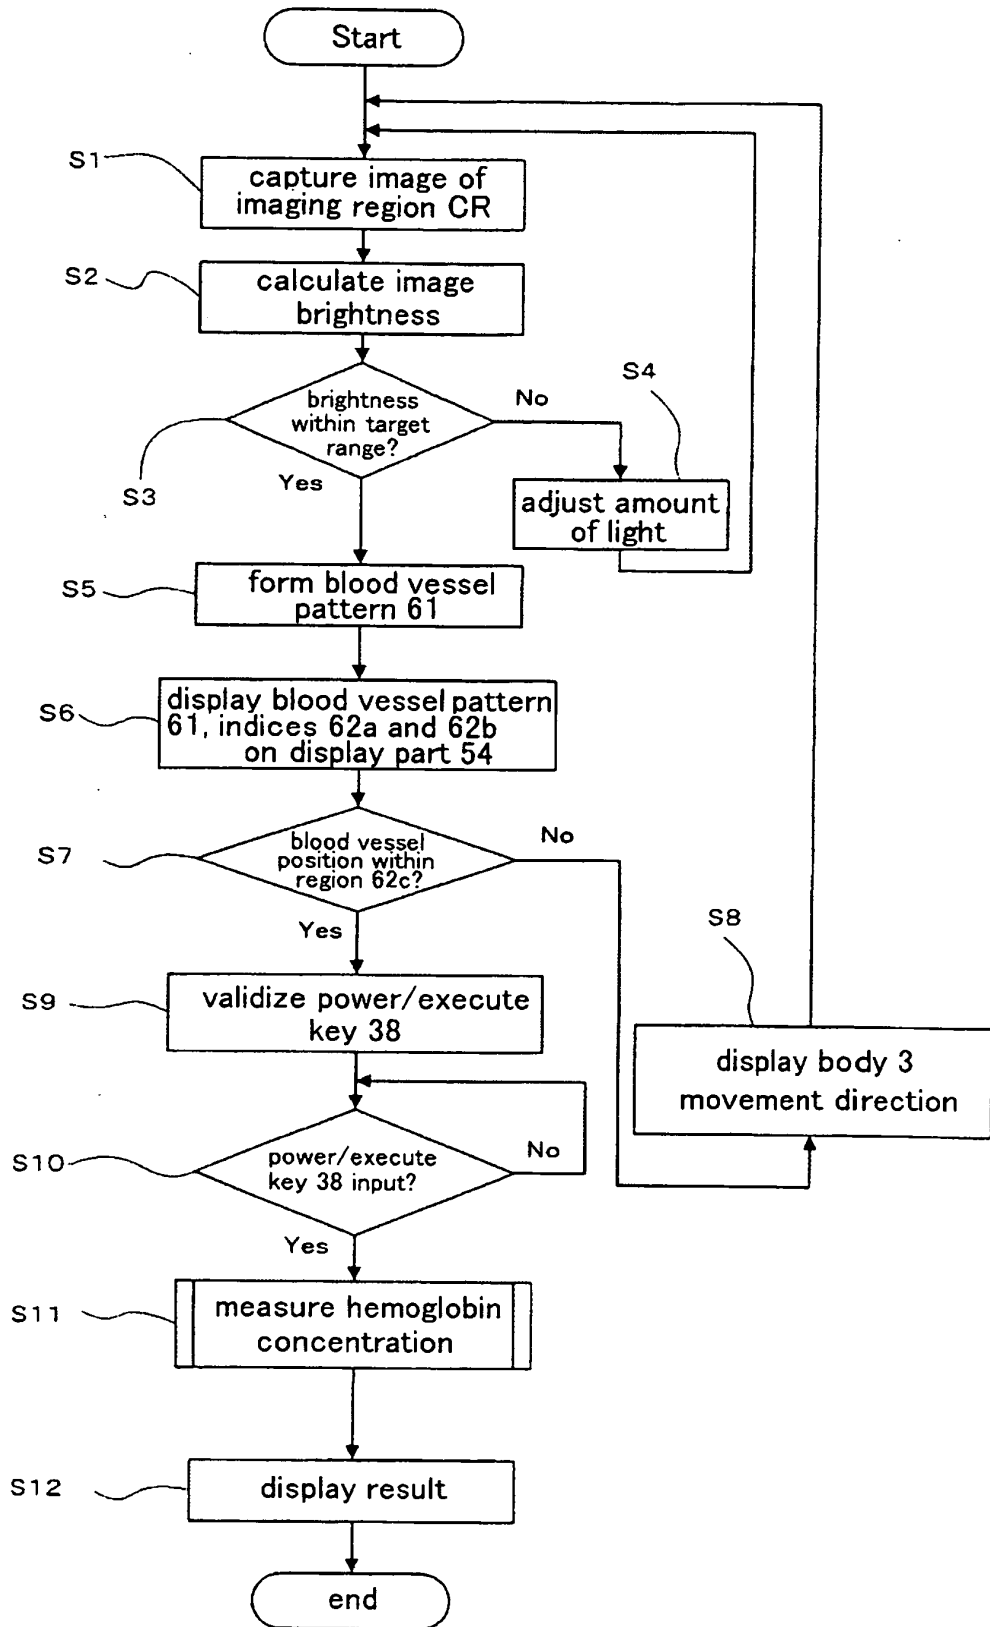 Start
S1
capture image of
imaging region CR
S2
calculate image
brightness
S3
brightness
within target
range?
No
Yes
S4
adjust amount
of light
S5
form blood vessel
pattern 61
S6
display blood vessel pattern
61, indices 62a and 62b
on display part 54
S7
blood vessel
position within
region 62c?
No
Yes
S8
display body 3
movement direction
S9
validize power/execute
key 38
S10
power/execute
key 38 input?
No
Yes
S11
measure hemoglobin
concentration
S12
display result
end